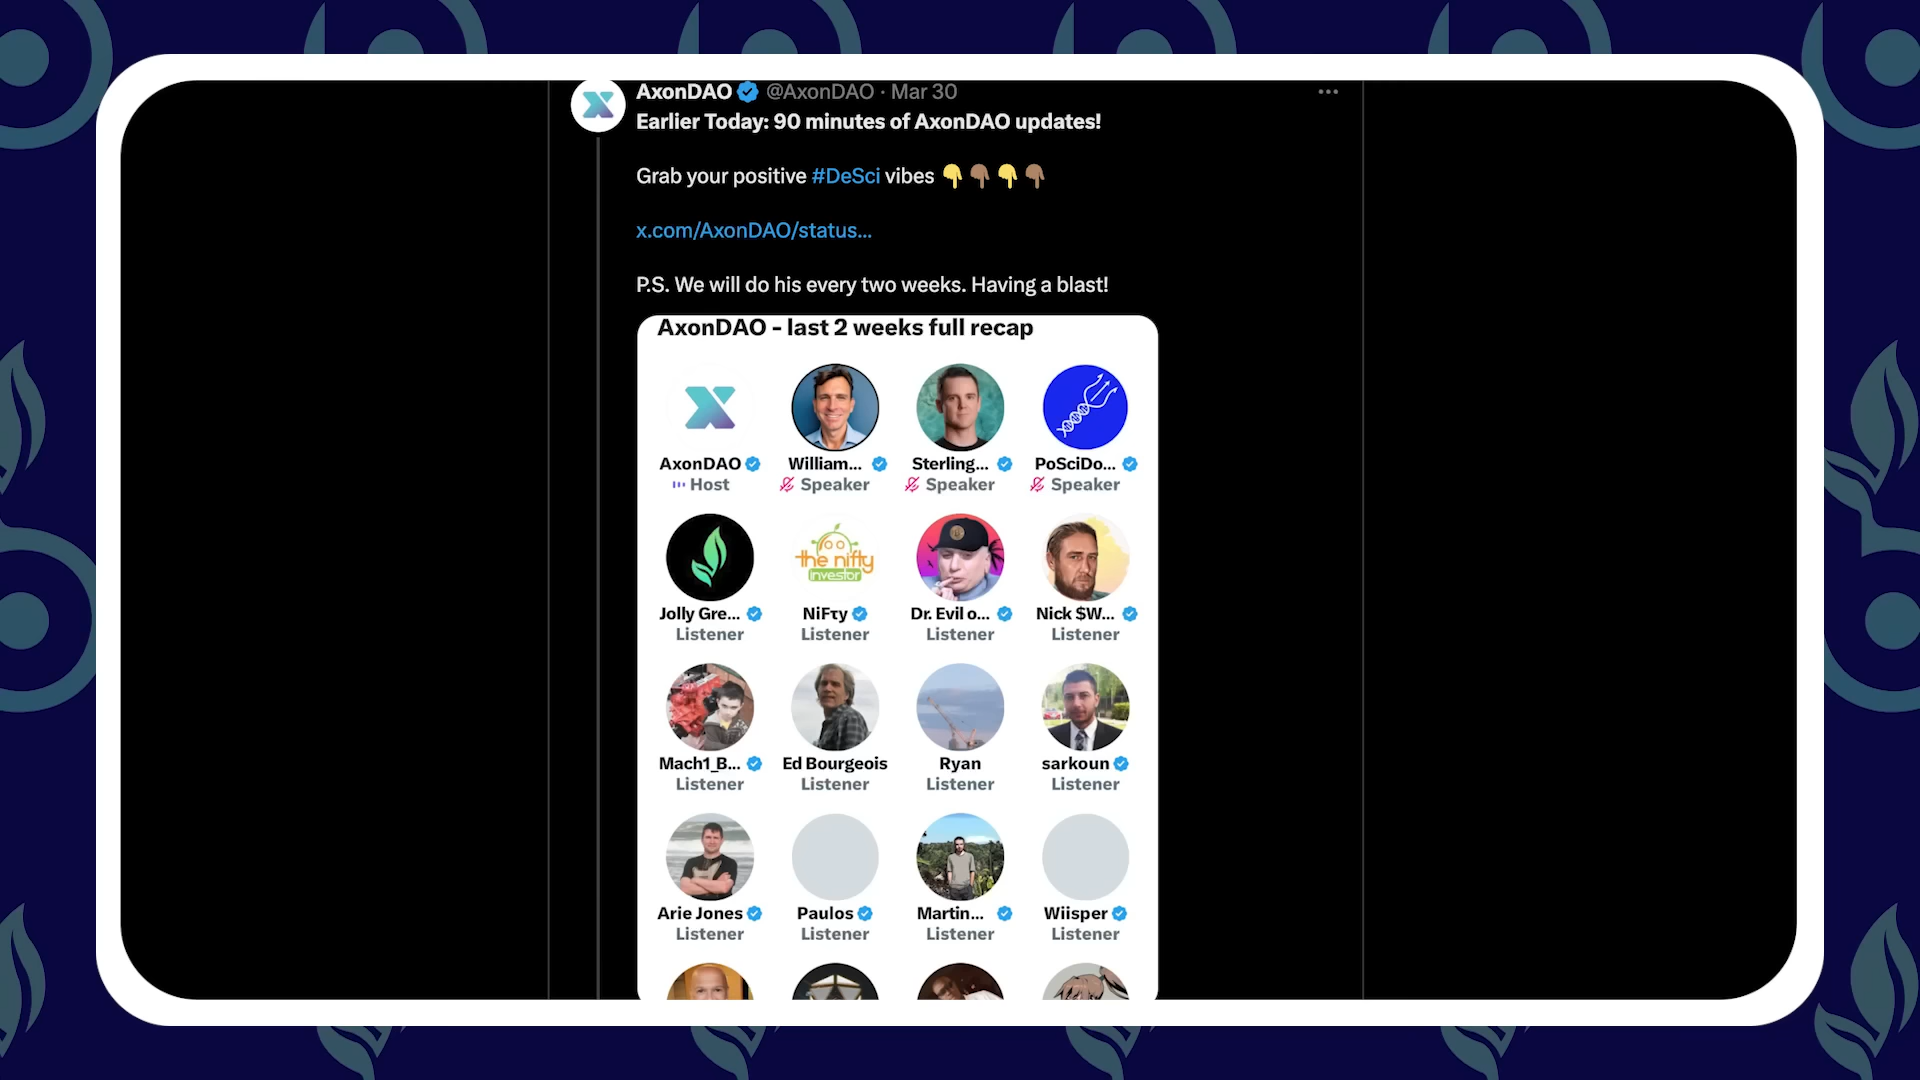 AxonDAO @AxonDAO · Mar 30
Earlier Today: 90 minutes of AxonDAO updates!
Grab your positive #DeSci vibes 👇👇🏽👇👇🏽
x.com/AxonDAO/status...
P.S. We will do his every two weeks. Having a blast!
AxonDAO - last 2 weeks full recap
AxonDAO William... Sterling... PoSciDo...
Host Speaker Speaker Speaker
the nifty
investor
Jolly Gre... NiFτy Dr. Evil o... Nick $W...
Listener Listener Listener Listener
Mach1_B... Ed Bourgeois Ryan sarkoun
Listener Listener Listener Listener
Arie Jones Paulos Martin... Wiisper
Listener Listener Listener Listener